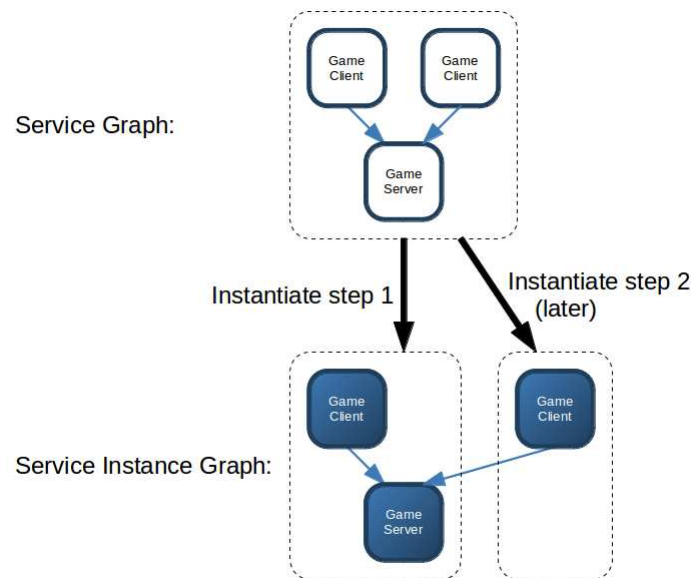 Game
Client
Game
Client
Service Graph:
Game
Server
Instantiate step 1
Instantiate step 2
(later)
Game
Client
Game
Client
Service Instance Graph:
Game
Server